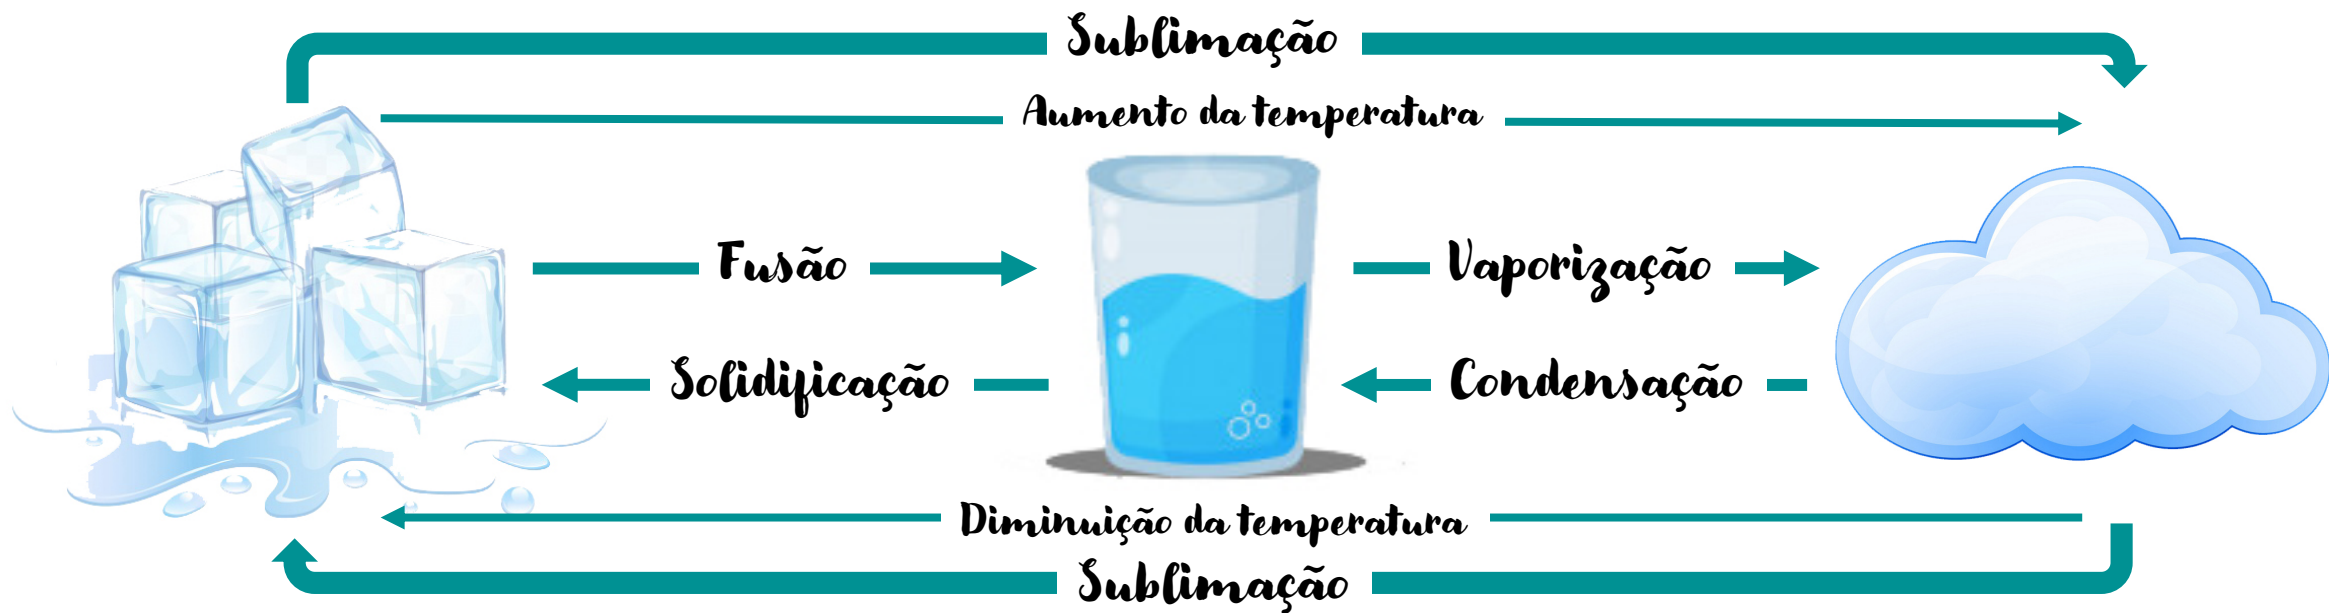 Sublimação
Aumento da temperatura
Fusão
Vaporização
Solidificação
Condensação
Diminuição da temperatura
Sublimação